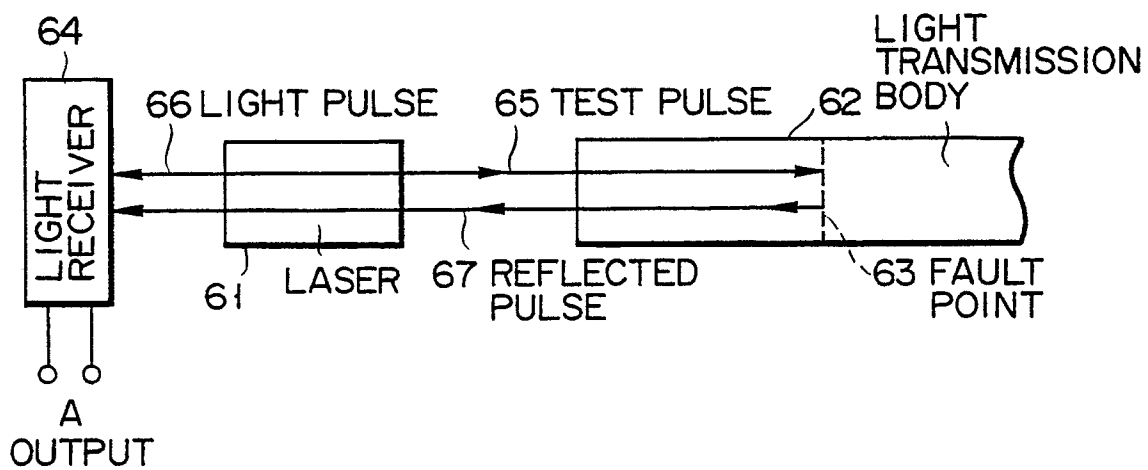 64
LIGHT RECEIVER
66 LIGHT PULSE
65 TEST PULSE
62
LIGHT
TRANSMISSION
BODY
61
LASER
67 REFLECTED
PULSE
63 FAULT
POINT
A
OUTPUT